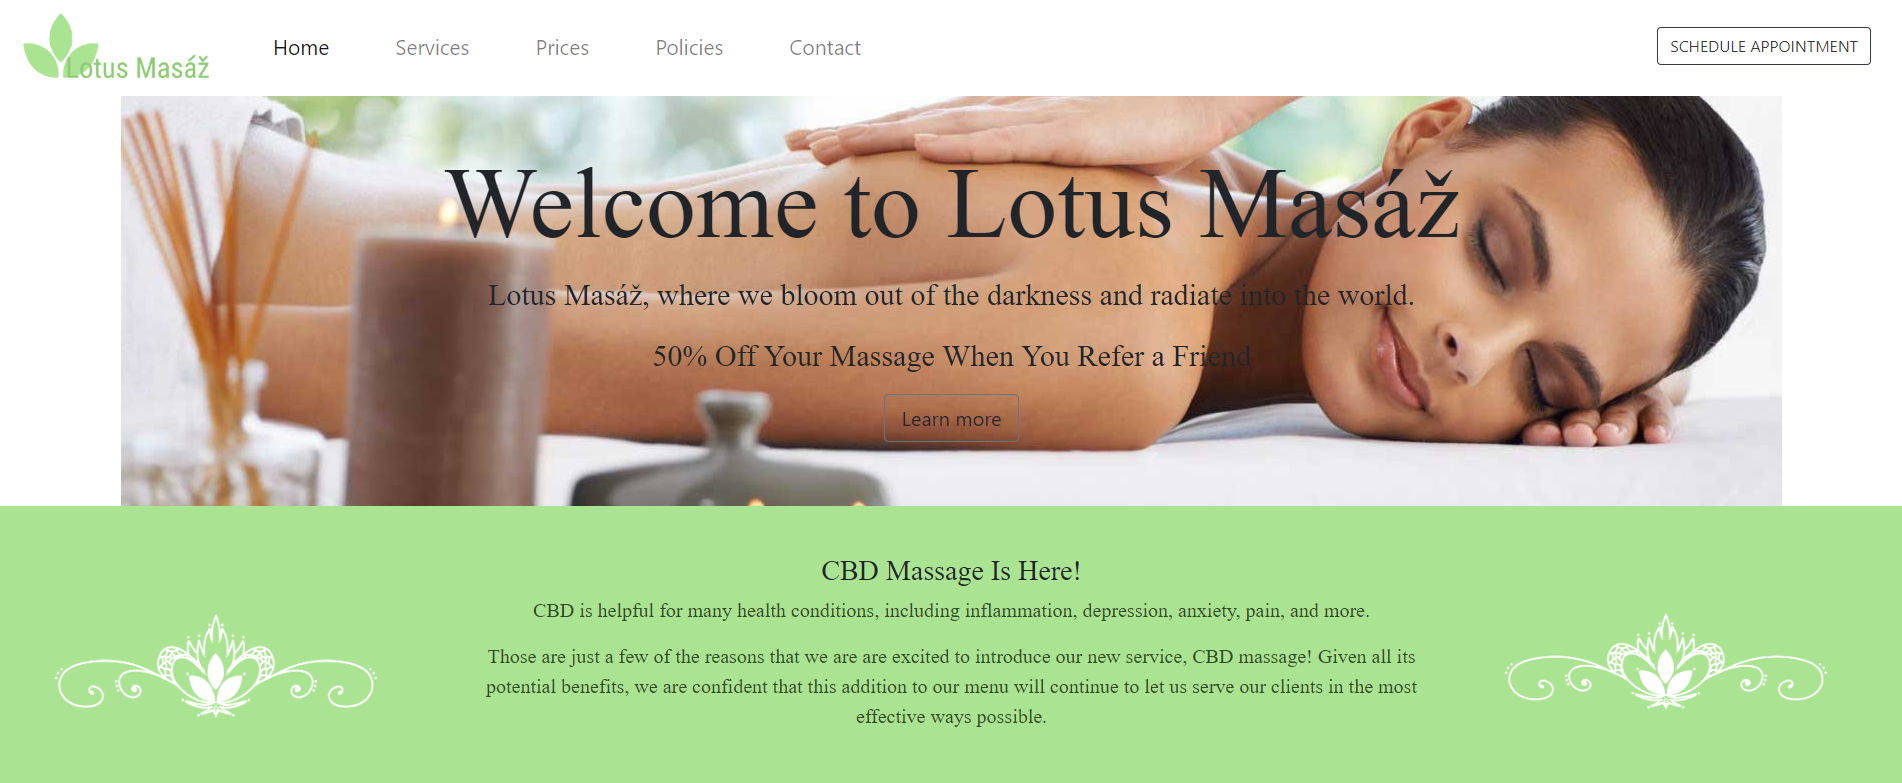 Lotus Masáž
Home
Services
Prices
Policies
Contact
SCHEDULE APPOINTMENT
Welcome to Lotus Masáž
Lotus Masáž, where we bloom out of the darkness and radiate into the world.
50% Off Your Massage When You Refer a Friend
Learn more
CBD Massage Is Here!
CBD is helpful for many health conditions, including inflammation, depression, anxiety, pain, and more.
Those are just a few of the reasons that we are are excited to introduce our new service, CBD massage! Given all its
potential benefits, we are confident that this addition to our menu will continue to let us serve our clients in the most
effective ways possible.